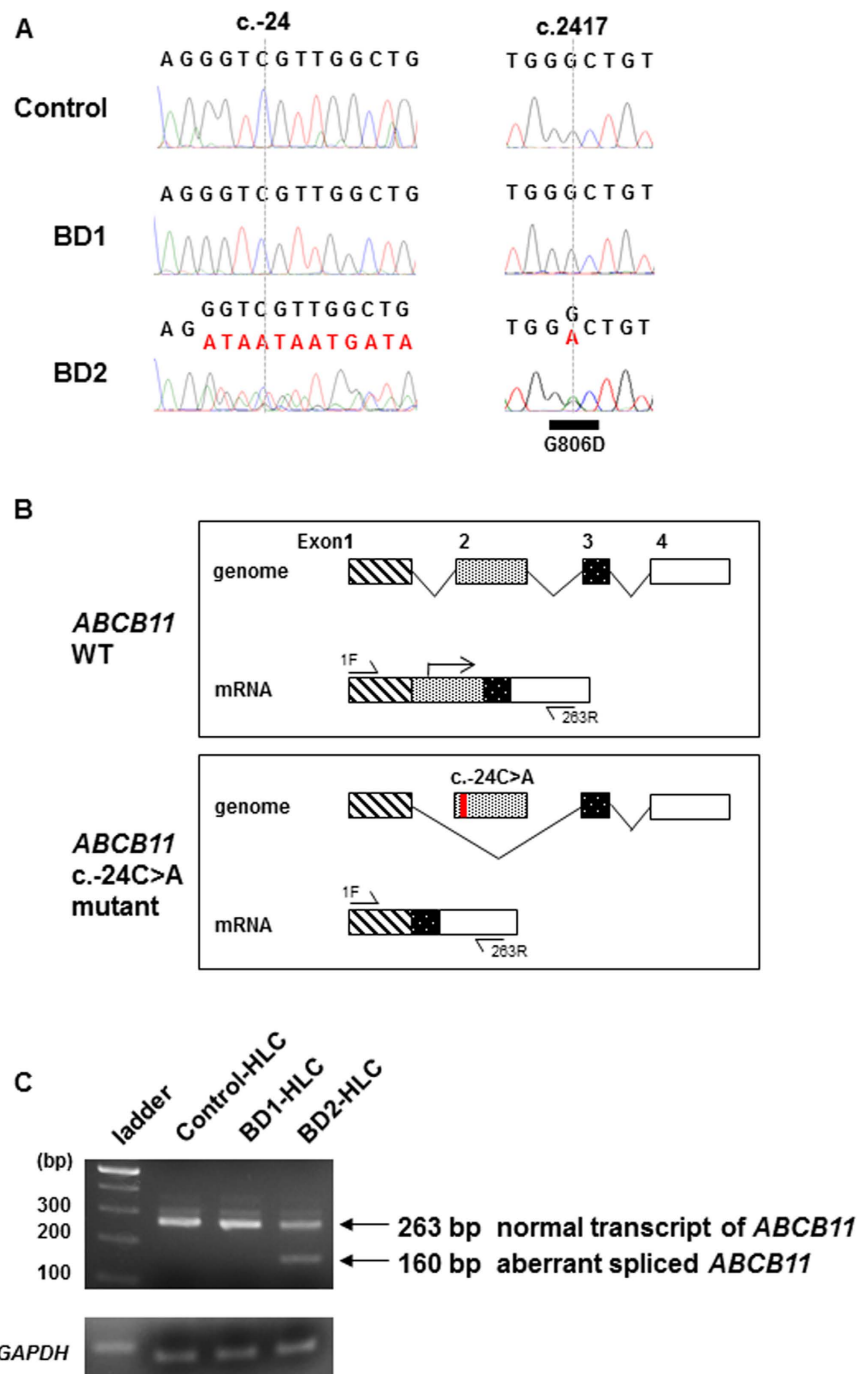 A
c.-24
c.2417
AGGGTCGTTGGCTG
TGGGCTGT
Control
AGGGTCGTTGGCTG
TGGGCTGT
BD1
GGTCGTTGGCTG
AG
ATAATAATGATA
G
TGG CTGT
A
BD2
G806D
B
Exon1 2 3 4
genome
ABCB11
WT
1F
mRNA
263R
c.-24C>A
genome
ABCB11
c.-24C>A
mutant
1F
mRNA
263R
C
ladder
Control-HLC
BD1-HLC
BD2-HLC
(bp)
300
200
100
263 bp normal transcript of ABCB11
160 bp aberrant spliced ABCB11
GAPDH